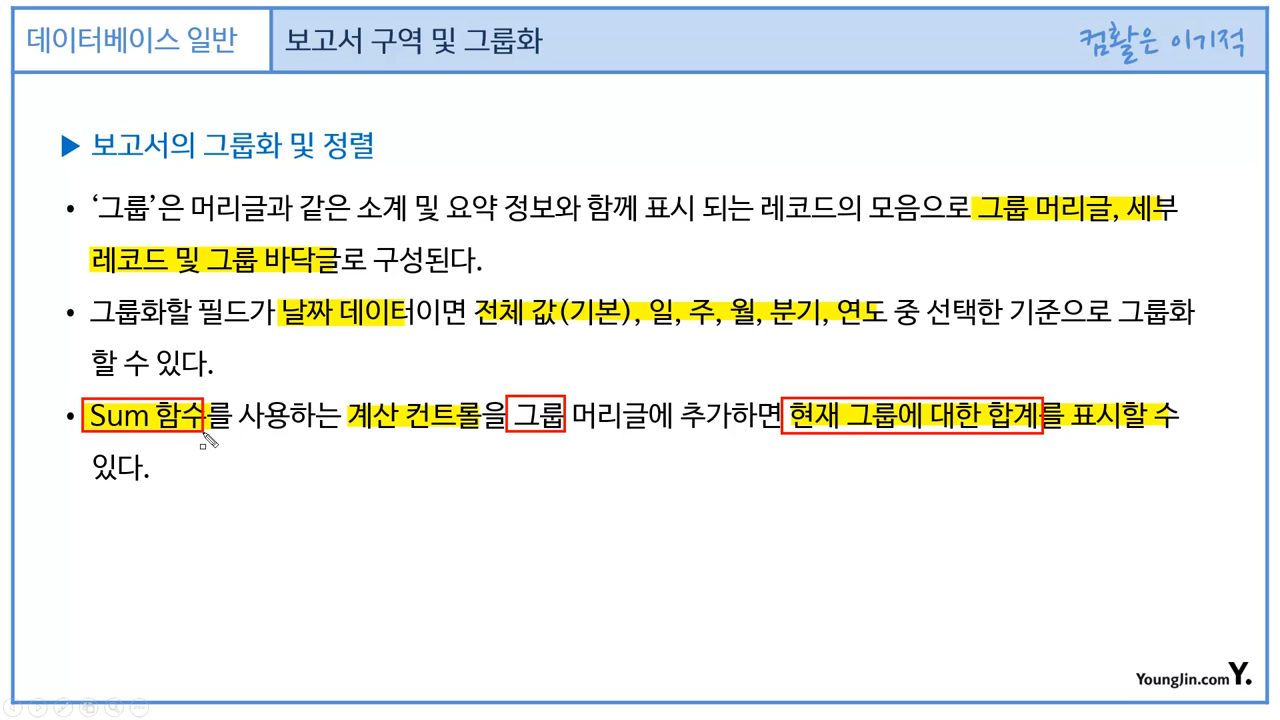 데이터베이스 일반
보고서 구역 및 그룹화
컴활은 이기적
▶ 보고서의 그룹화 및 정렬
• ‘그룹’은 머리글과 같은 소계 및 요약 정보와 함께 표시 되는 레코드의 모음으로 그룹 머리글, 세부
레코드 및 그룹 바닥글로 구성된다.
• 그룹화할 필드가 날짜 데이터이면 전체 값(기본), 일, 주, 월, 분기, 연도 중 선택한 기준으로 그룹화
할 수 있다.
• Sum 함수를 사용하는 계산 컨트롤을 그룹 머리글에 추가하면 현재 그룹에 대한 합계를 표시할 수
있다.
YoungJin.com Y.